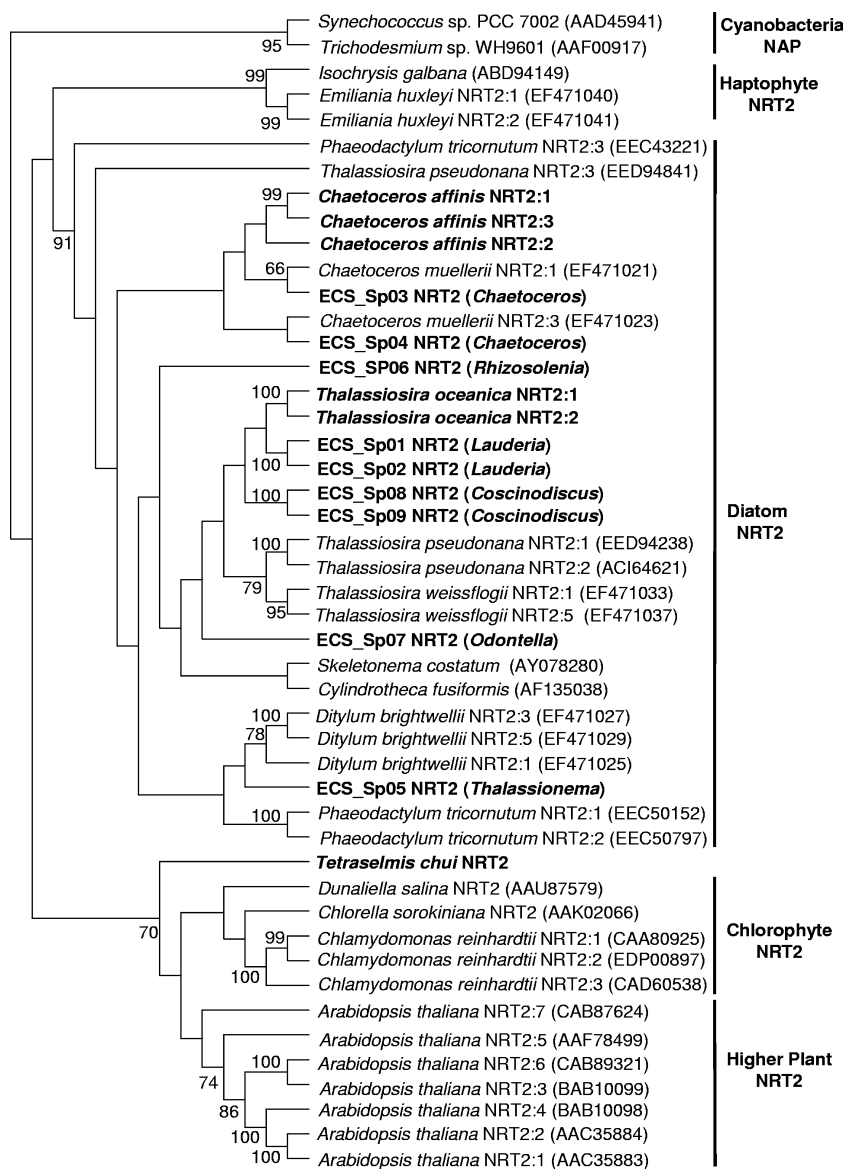 Synechococcus sp. PCC 7002 (AAD45941)
Trichodesmium sp. WH9601 (AAF00917)
95
Cyanobacteria
NAP
Isochrysis galbana (ABD94149)
99
Emiliania huxleyi NRT2:1 (EF471040)
Emiliania huxleyi NRT2:2 (EF471041)
99
Haptophyte
NRT2
Phaeodactylum tricornutum NRT2:3 (EEC43221)
Thalassiosira pseudonana NRT2:3 (EED94841)
99
Chaetoceros affinis NRT2:1
Chaetoceros affinis NRT2:3
91
Chaetoceros affinis NRT2:2
66
Chaetoceros muellerii NRT2:1 (EF471021)
ECS_Sp03 NRT2 (Chaetoceros)
Chaetoceros muellerii NRT2:3 (EF471023)
ECS_Sp04 NRT2 (Chaetoceros)
ECS_SP06 NRT2 (Rhizosolenia)
100
Thalassiosira oceanica NRT2:1
Thalassiosira oceanica NRT2:2
ECS_Sp01 NRT2 (Lauderia)
100
ECS_Sp02 NRT2 (Lauderia)
100
ECS_Sp08 NRT2 (Coscinodiscus)
ECS_Sp09 NRT2 (Coscinodiscus)
Diatom
NRT2
100
Thalassiosira pseudonana NRT2:1 (EED94238)
Thalassiosira pseudonana NRT2:2 (ACI64621)
79
Thalassiosira weissflogii NRT2:1 (EF471033)
95
Thalassiosira weissflogii NRT2:5 (EF471037)
ECS_Sp07 NRT2 (Odontella)
Skeletonema costatum (AY078280)
Cylindrotheca fusiformis (AF135038)
100
Ditylum brightwellii NRT2:3 (EF471027)
78
Ditylum brightwellii NRT2:5 (EF471029)
Ditylum brightwellii NRT2:1 (EF471025)
ECS_Sp05 NRT2 (Thalassionema)
100
Phaeodactylum tricornutum NRT2:1 (EEC50152)
Phaeodactylum tricornutum NRT2:2 (EEC50797)
Tetraselmis chui NRT2
Dunaliella salina NRT2 (AAU87579)
Chlorella sorokiniana NRT2 (AAK02066)
70
99
Chlamydomonas reinhardtii NRT2:1 (CAA80925)
Chlamydomonas reinhardtii NRT2:2 (EDP00897)
100
Chlamydomonas reinhardtii NRT2:3 (CAD60538)
Chlorophyte
NRT2
Arabidopsis thaliana NRT2:7 (CAB87624)
Arabidopsis thaliana NRT2:5 (AAF78499)
74
100
Arabidopsis thaliana NRT2:6 (CAB89321)
Arabidopsis thaliana NRT2:3 (BAB10099)
86
Arabidopsis thaliana NRT2:4 (BAB10098)
100
Arabidopsis thaliana NRT2:2 (AAC35884)
100
Arabidopsis thaliana NRT2:1 (AAC35883)
Higher Plant
NRT2